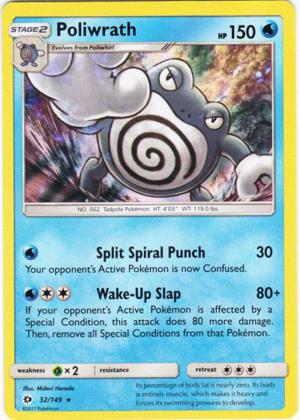 STAGE2 Poliwrath HP 150
Evolves from Poliwhirl
NO. 062 Tadpole Pokémon HT: 4'03" WT: 119.0 lbs.
Split Spiral Punch 30
Your opponent's Active Pokémon is now Confused.
Wake-Up Slap 80+
If your opponent's Active Pokémon is affected by a
Special Condition, this attack does 80 more damage.
Then, remove all Special Conditions from that Pokémon.
weakness ×2 resistance retreat
Illus. Midori Harada
32/149 ★
©2017 Pokémon
Its percentage of body fat is nearly zero. Its body
is entirely muscle, which makes it heavy and
forces its swimming prowess to develop.